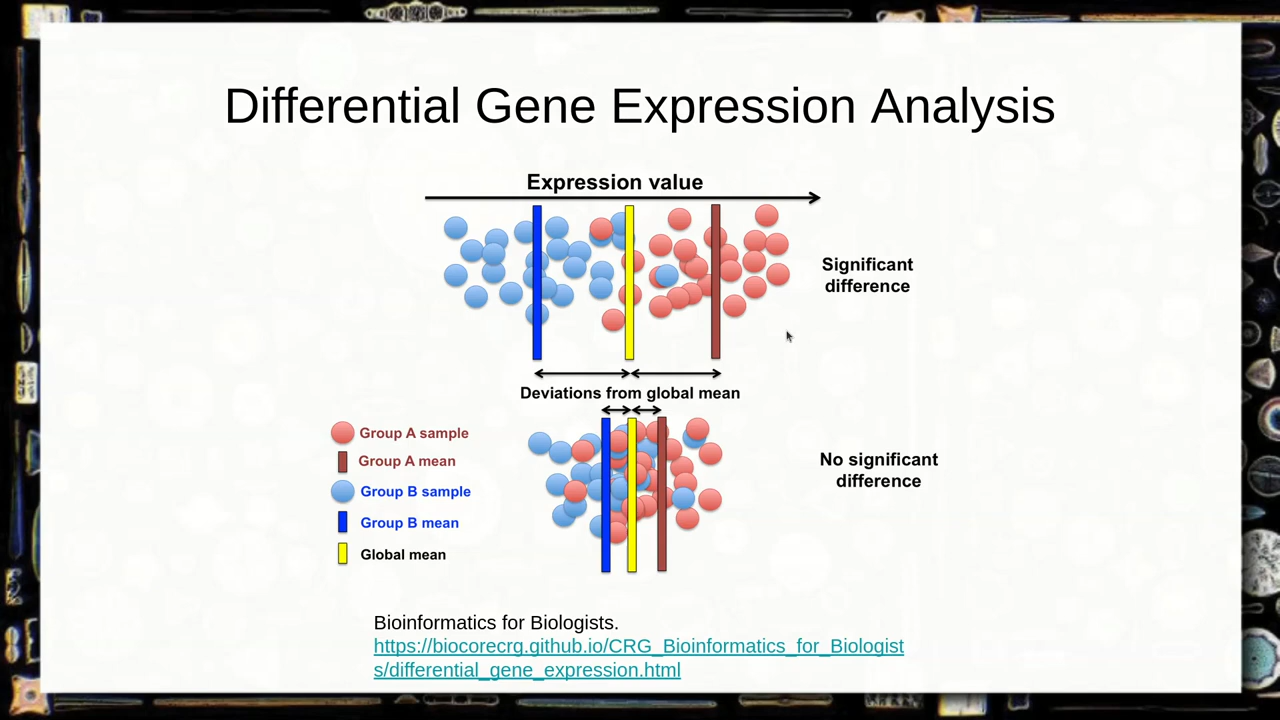 Differential Gene Expression Analysis
Expression value
Significant
difference
Deviations from global mean
Group A sample
Group A mean
Group B sample
Group B mean
Global mean
No significant
difference
Bioinformatics for Biologists.
https://biocorecrg.github.io/CRG_Bioinformatics_for_Biologist
s/differential_gene_expression.html